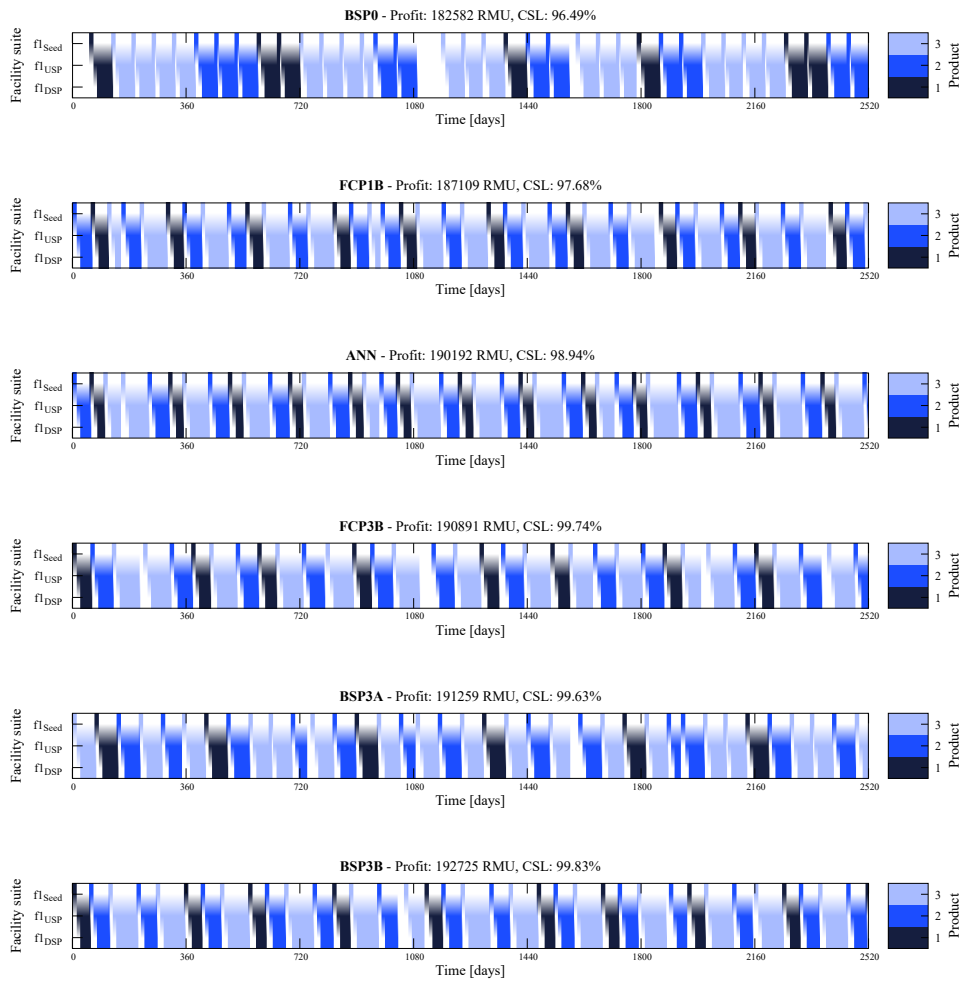 BSP0 - Profit: 182582 RMU, CSL: 96.49%
Facility suite
f1Seed
f1USP
f1DSP
0 360 720 1080 1440 1800 2160 2520
Time [days]
3
2
1
Product
FCP1B - Profit: 187109 RMU, CSL: 97.68%
Facility suite
f1Seed
f1USP
f1DSP
0 360 720 1080 1440 1800 2160 2520
Time [days]
3
2
1
Product
ANN - Profit: 190192 RMU, CSL: 98.94%
Facility suite
f1Seed
f1USP
f1DSP
0 360 720 1080 1440 1800 2160 2520
Time [days]
3
2
1
Product
FCP3B - Profit: 190891 RMU, CSL: 99.74%
Facility suite
f1Seed
f1USP
f1DSP
0 360 720 1080 1440 1800 2160 2520
Time [days]
3
2
1
Product
BSP3A - Profit: 191259 RMU, CSL: 99.63%
Facility suite
f1Seed
f1USP
f1DSP
0 360 720 1080 1440 1800 2160 2520
Time [days]
3
2
1
Product
BSP3B - Profit: 192725 RMU, CSL: 99.83%
Facility suite
f1Seed
f1USP
f1DSP
0 360 720 1080 1440 1800 2160 2520
Time [days]
3
2
1
Product